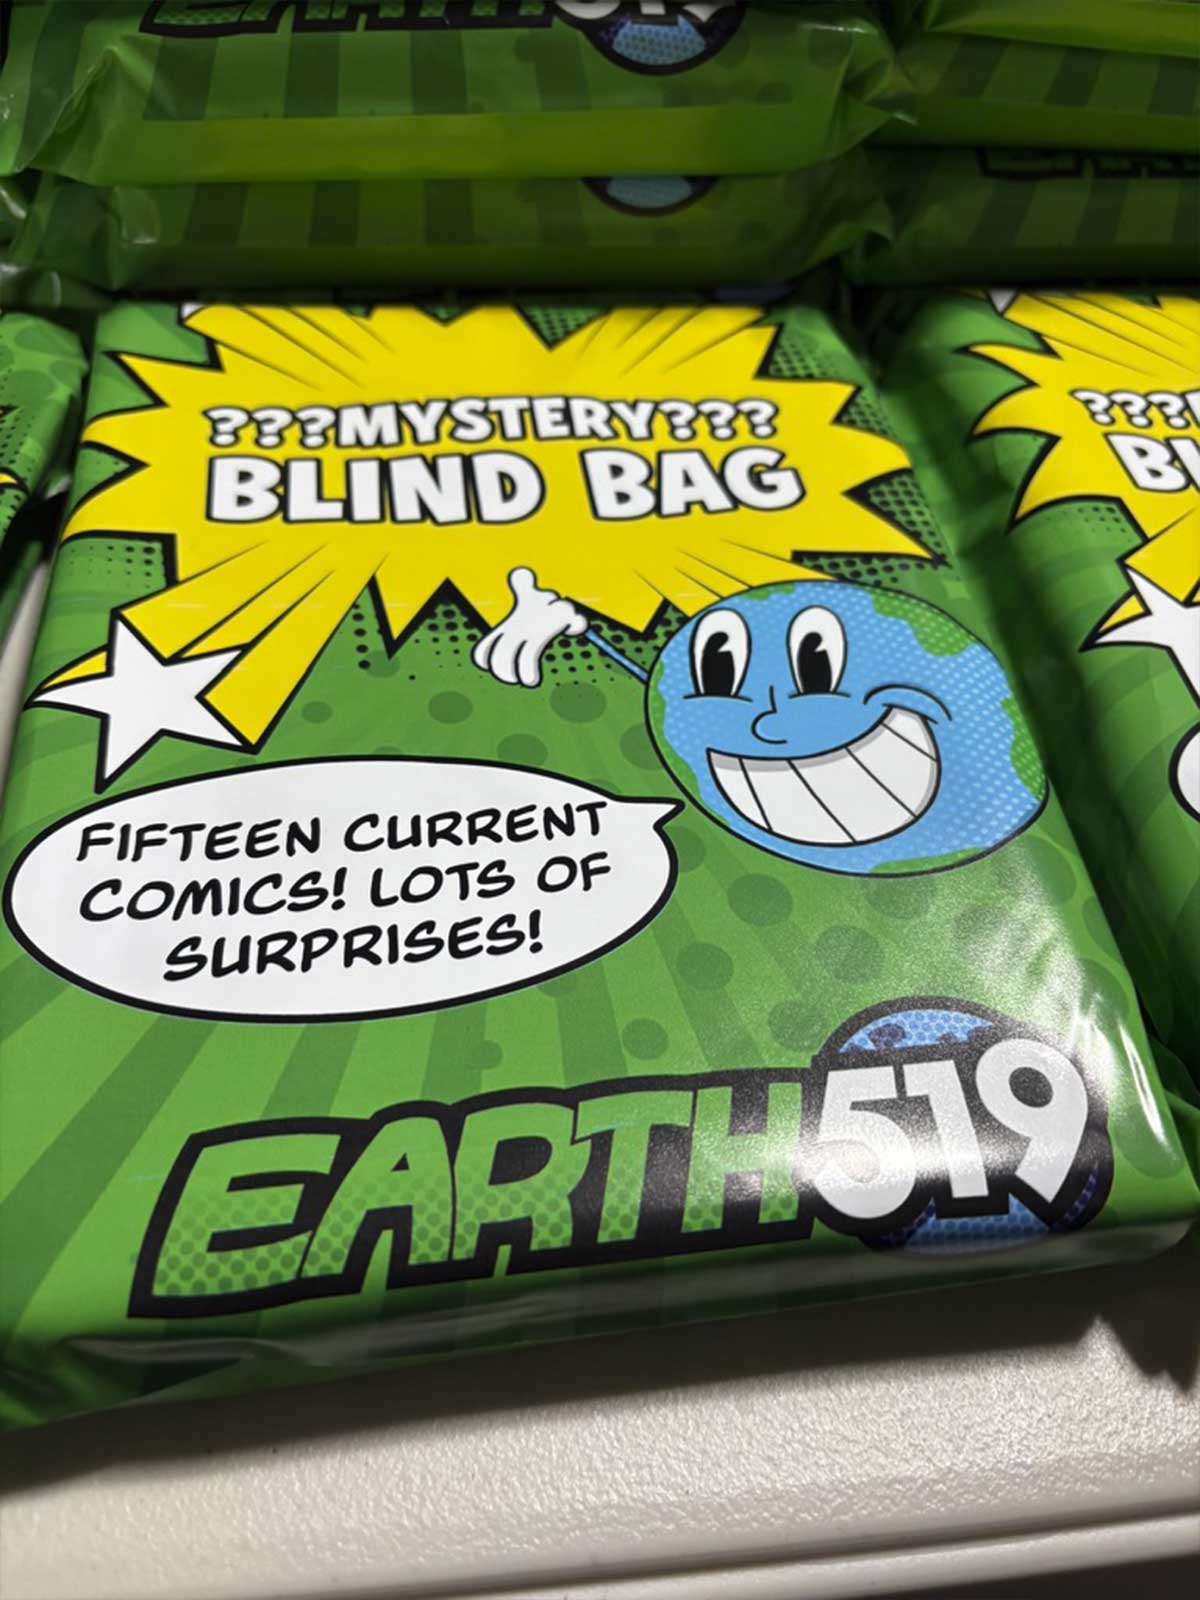 ???MYSTERY???
BLIND BAG
FIFTEEN CURRENT
COMICS! LOTS OF
SURPRISES!
EARTH519